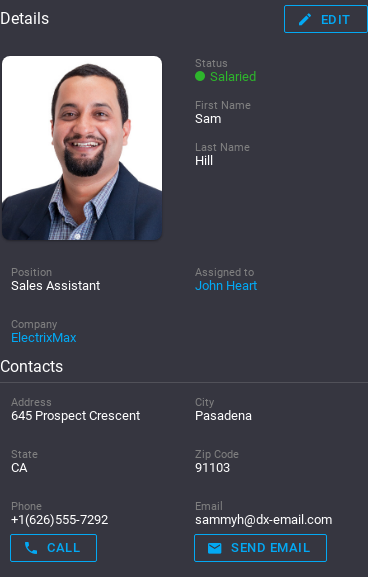 Details
EDIT
Status
Salaried
First Name
Sam
Last Name
Hill
Position
Sales Assistant
Assigned to
John Heart
Company
ElectrixMax
Contacts
Address
645 Prospect Crescent
City
Pasadena
State
CA
Zip Code
91103
Phone
+1(626)555-7292
Email
sammyh@dx-email.com
CALL
SEND EMAIL